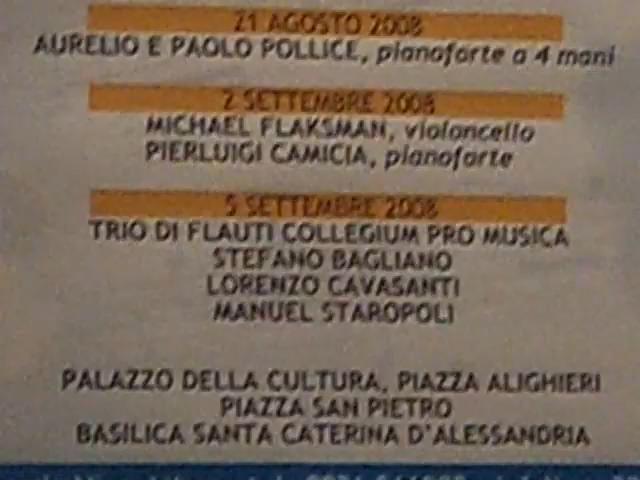 21 AGOSTO 2008
AURELIO E PAOLO POLLICE, pianoforte a 4 mani
2 SETTEMBRE 2008
MICHAEL FLAKSMAN, violoncello
PIERLUIGI CAMICIA, pianoforte
5 SETTEMBRE 2008
TRIO DI FLAUTI COLLEGIUM PRO MUSICA
STEFANO BAGLIANO
LORENZO CAVASANTI
MANUEL STAROPOLI
PALAZZO DELLA CULTURA, PIAZZA ALIGHIERI
PIAZZA SAN PIETRO
BASILICA SANTA CATERINA D'ALESSANDRIA